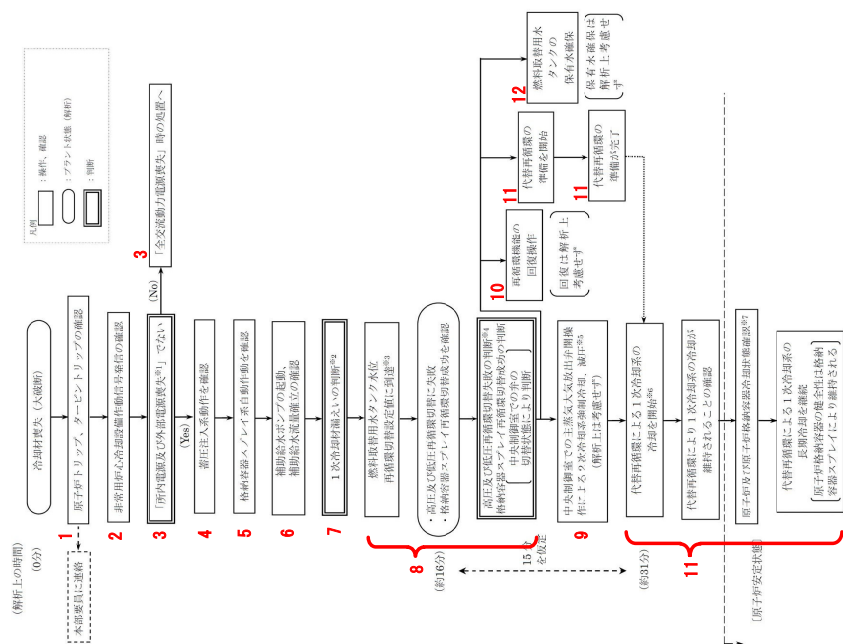 凡例
：操作、確認
：プラント状態（解析）
：判断
(解析上の時間)
(0分)
冷却材喪失（大破断）
1
原子炉トリップ、タービントリップの確認
本部要員に連絡
2
非常用炉心冷却設備作動信号発信の確認
3
「所内電源及び外部電源喪失※1」でない
(No)
3
「全交流動力電源喪失」時の処置へ
(Yes)
4
蓄圧注入系動作を確認
5
格納容器スプレイ系自動作動を確認
6
補助給水ポンプの起動、
補助給水流量確立の確認
7
1次冷却材漏えいの判断※2
8
燃料取替用水タンク水位
再循環切替設定値に到達※3
(約16分)
・高圧及び低圧再循環切替に失敗
・格納容器スプレイ再循環切替成功を確認
高圧及び低圧再循環切替失敗の判断※4
格納容器スプレイ再循環切替成功の判断
中央制御室での弁の
切替状態により判断
15分
を仮定
9
中央制御室での主蒸気大気放出弁開操
作による2次冷却系強制冷却、減圧※5
(解析上は考慮せず)
10
再循環機能の
回復操作
回復は解析上
考慮せず
11
代替再循環の
準備を開始
11
代替再循環の
準備が完了
12
燃料取替用水
タンクの
保有水確保
保有水確保は
解析上考慮せ
ず
(約31分)
11
代替再循環による1次冷却系の
冷却を開始※6
代替再循環により1次冷却系の冷却が
維持されることの確認
[原子炉安定状態]
原子炉及び原子炉格納容器冷却状態確認※7
代替再循環による1次冷却系の
長期冷却を継続
原子炉格納容器の健全性は格納
容器スプレイにより維持される